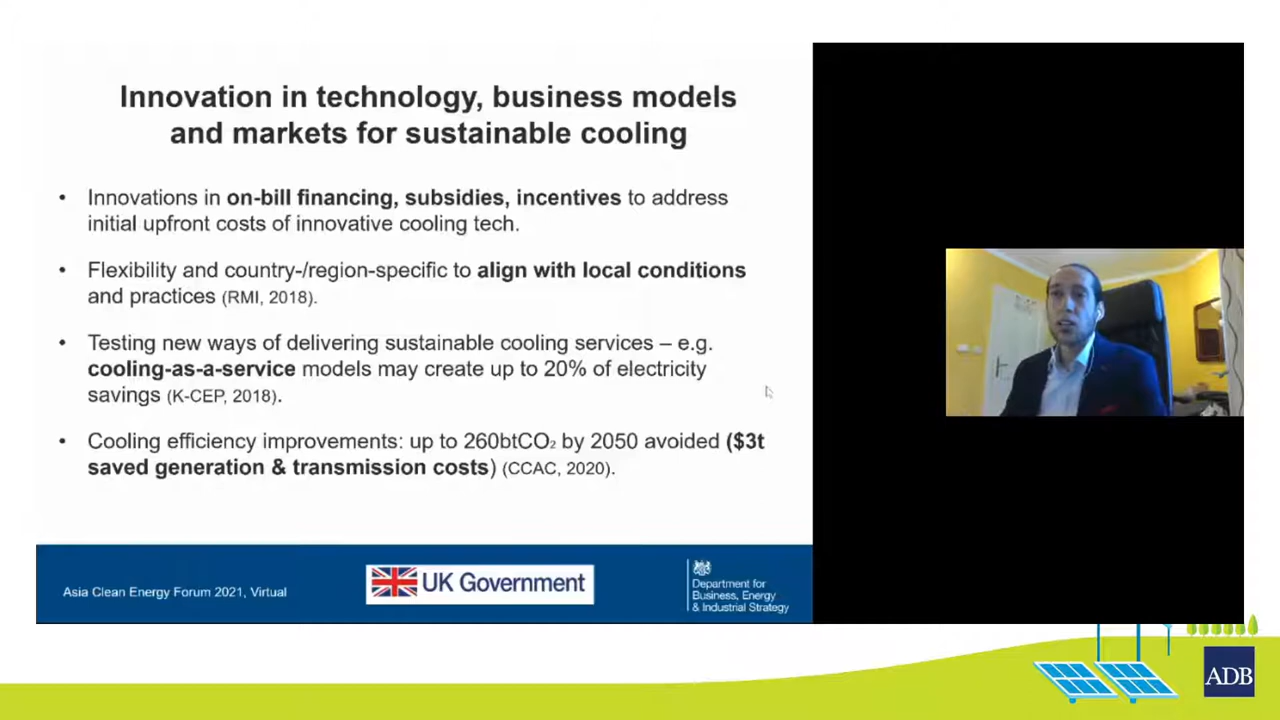 Innovation in technology, business models
and markets for sustainable cooling
• Innovations in on-bill financing, subsidies, incentives to address
initial upfront costs of innovative cooling tech.
• Flexibility and country-/region-specific to align with local conditions
and practices (RMI, 2018).
• Testing new ways of delivering sustainable cooling services – e.g.
cooling-as-a-service models may create up to 20% of electricity
savings (K-CEP, 2018).
• Cooling efficiency improvements: up to 260btCO₂ by 2050 avoided ($3t
saved generation & transmission costs) (CCAC, 2020).
Asia Clean Energy Forum 2021, Virtual
UK Government
Department for
Business, Energy
& Industrial Strategy
ADB